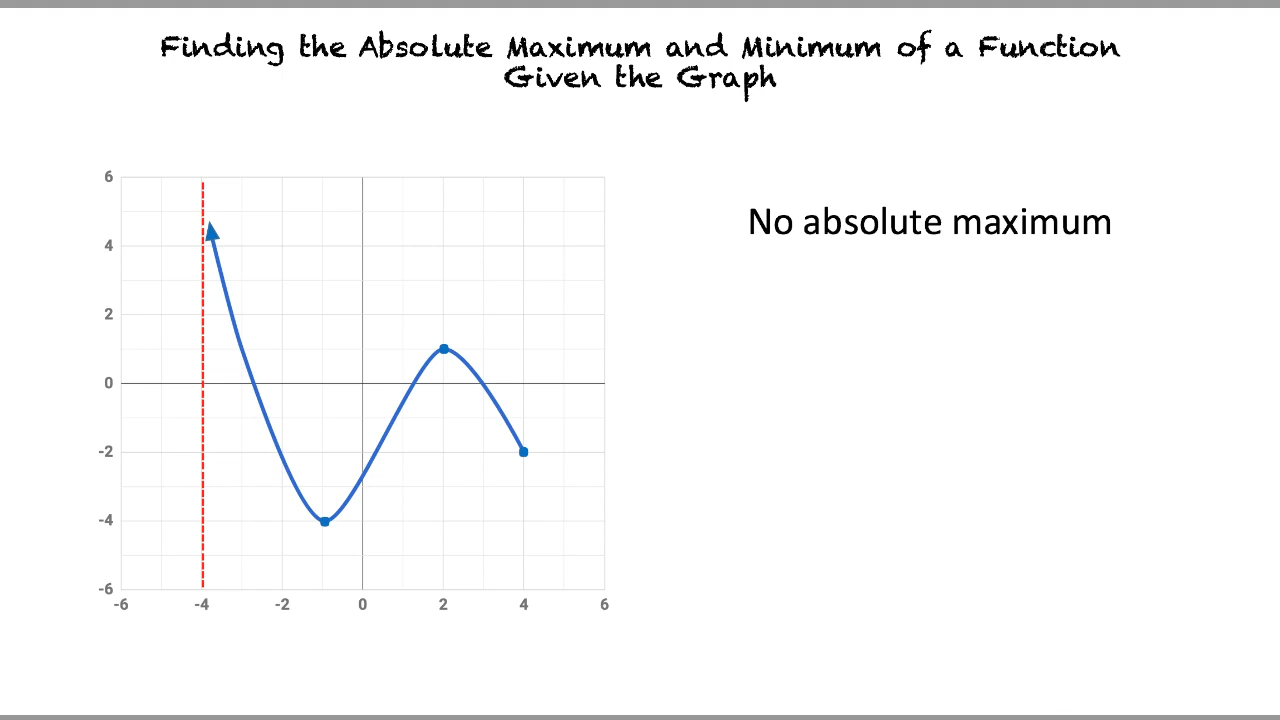 Finding the Absolute Maximum and Minimum of a Function
Given the Graph
No absolute maximum
6
4
2
0
-2
-4
-6
-6 -4 -2 0 2 4 6